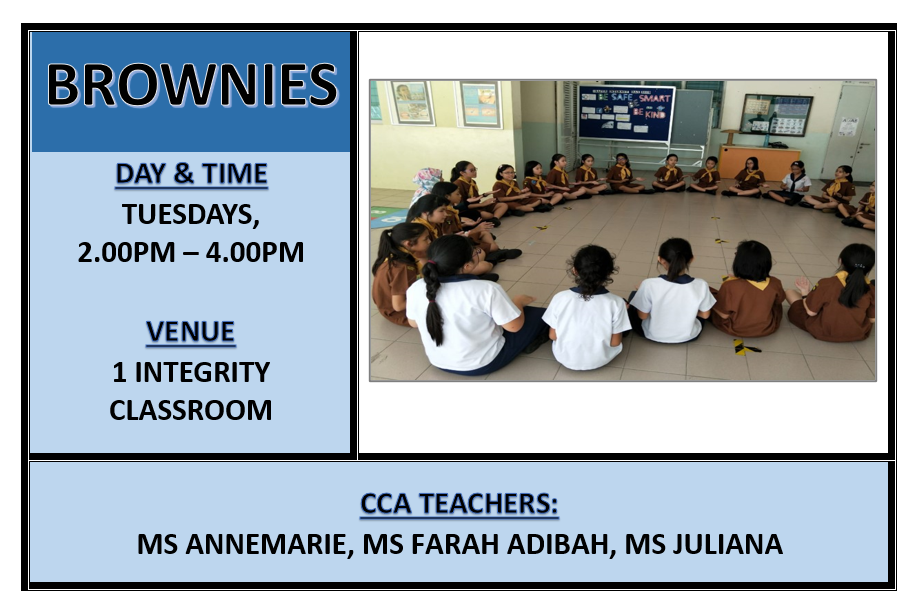 BROWNIES
DAY & TIME
TUESDAYS,
2.00PM – 4.00PM
VENUE
1 INTEGRITY
CLASSROOM
BE SAFE, SMART
BE KIND
CCA TEACHERS:
MS ANNEMARIE, MS FARAH ADIBAH, MS JULIANA